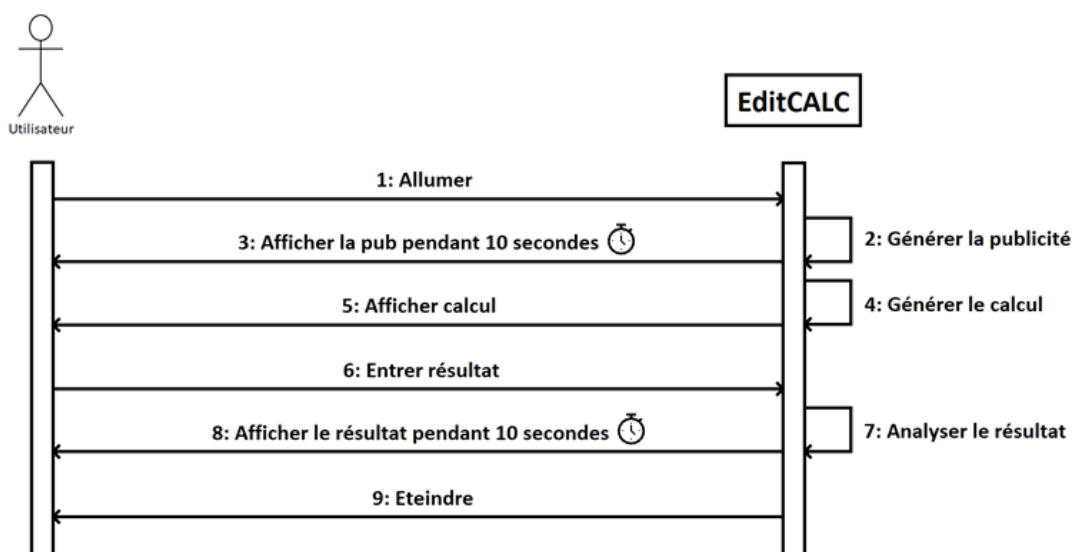 Utilisateur
EditCALC
1: Allumer
2: Générer la publicité
3: Afficher la pub pendant 10 secondes
4: Générer le calcul
5: Afficher calcul
6: Entrer résultat
7: Analyser le résultat
8: Afficher le résultat pendant 10 secondes
9: Eteindre